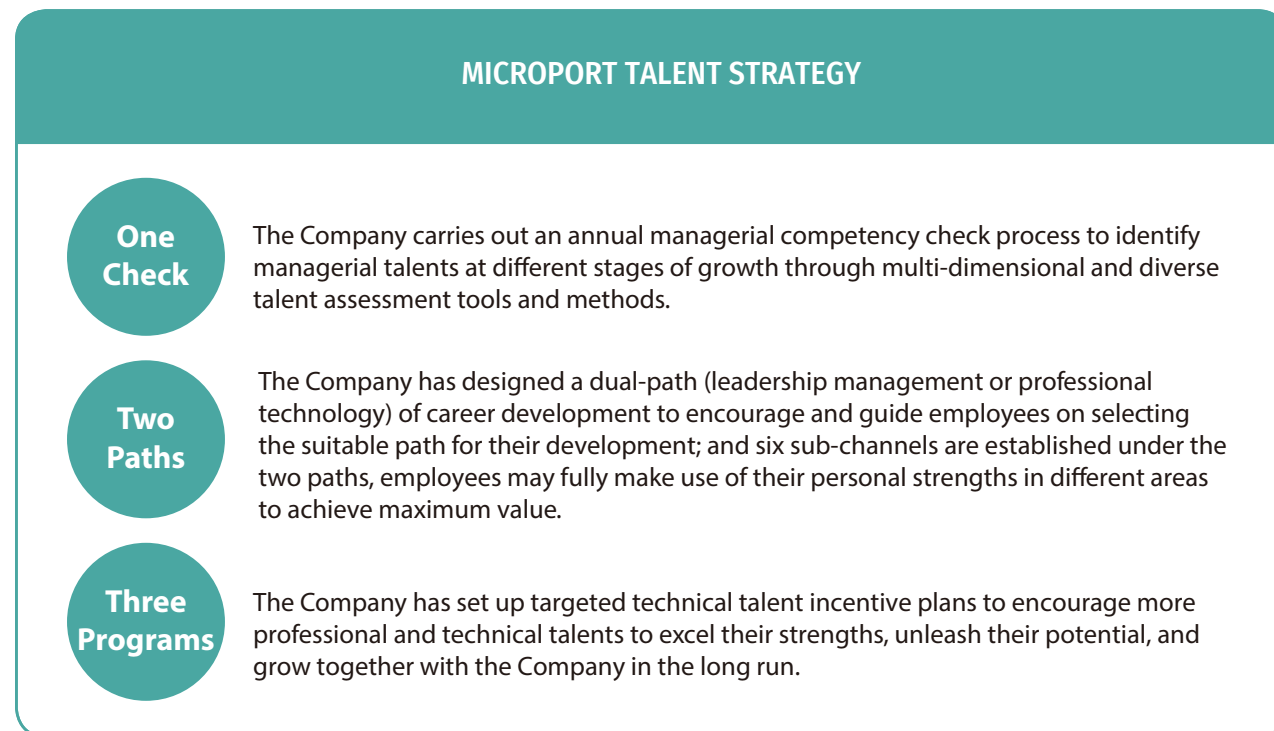 MICROPORT TALENT STRATEGY
One
Check
The Company carries out an annual managerial competency check process to identify
managerial talents at different stages of growth through multi-dimensional and diverse
talent assessment tools and methods.
Two
Paths
The Company has designed a dual-path (leadership management or professional
technology) of career development to encourage and guide employees on selecting
the suitable path for their development; and six sub-channels are established under the
two paths, employees may fully make use of their personal strengths in different areas
to achieve maximum value.
Three
Programs
The Company has set up targeted technical talent incentive plans to encourage more
professional and technical talents to excel their strengths, unleash their potential, and
grow together with the Company in the long run.